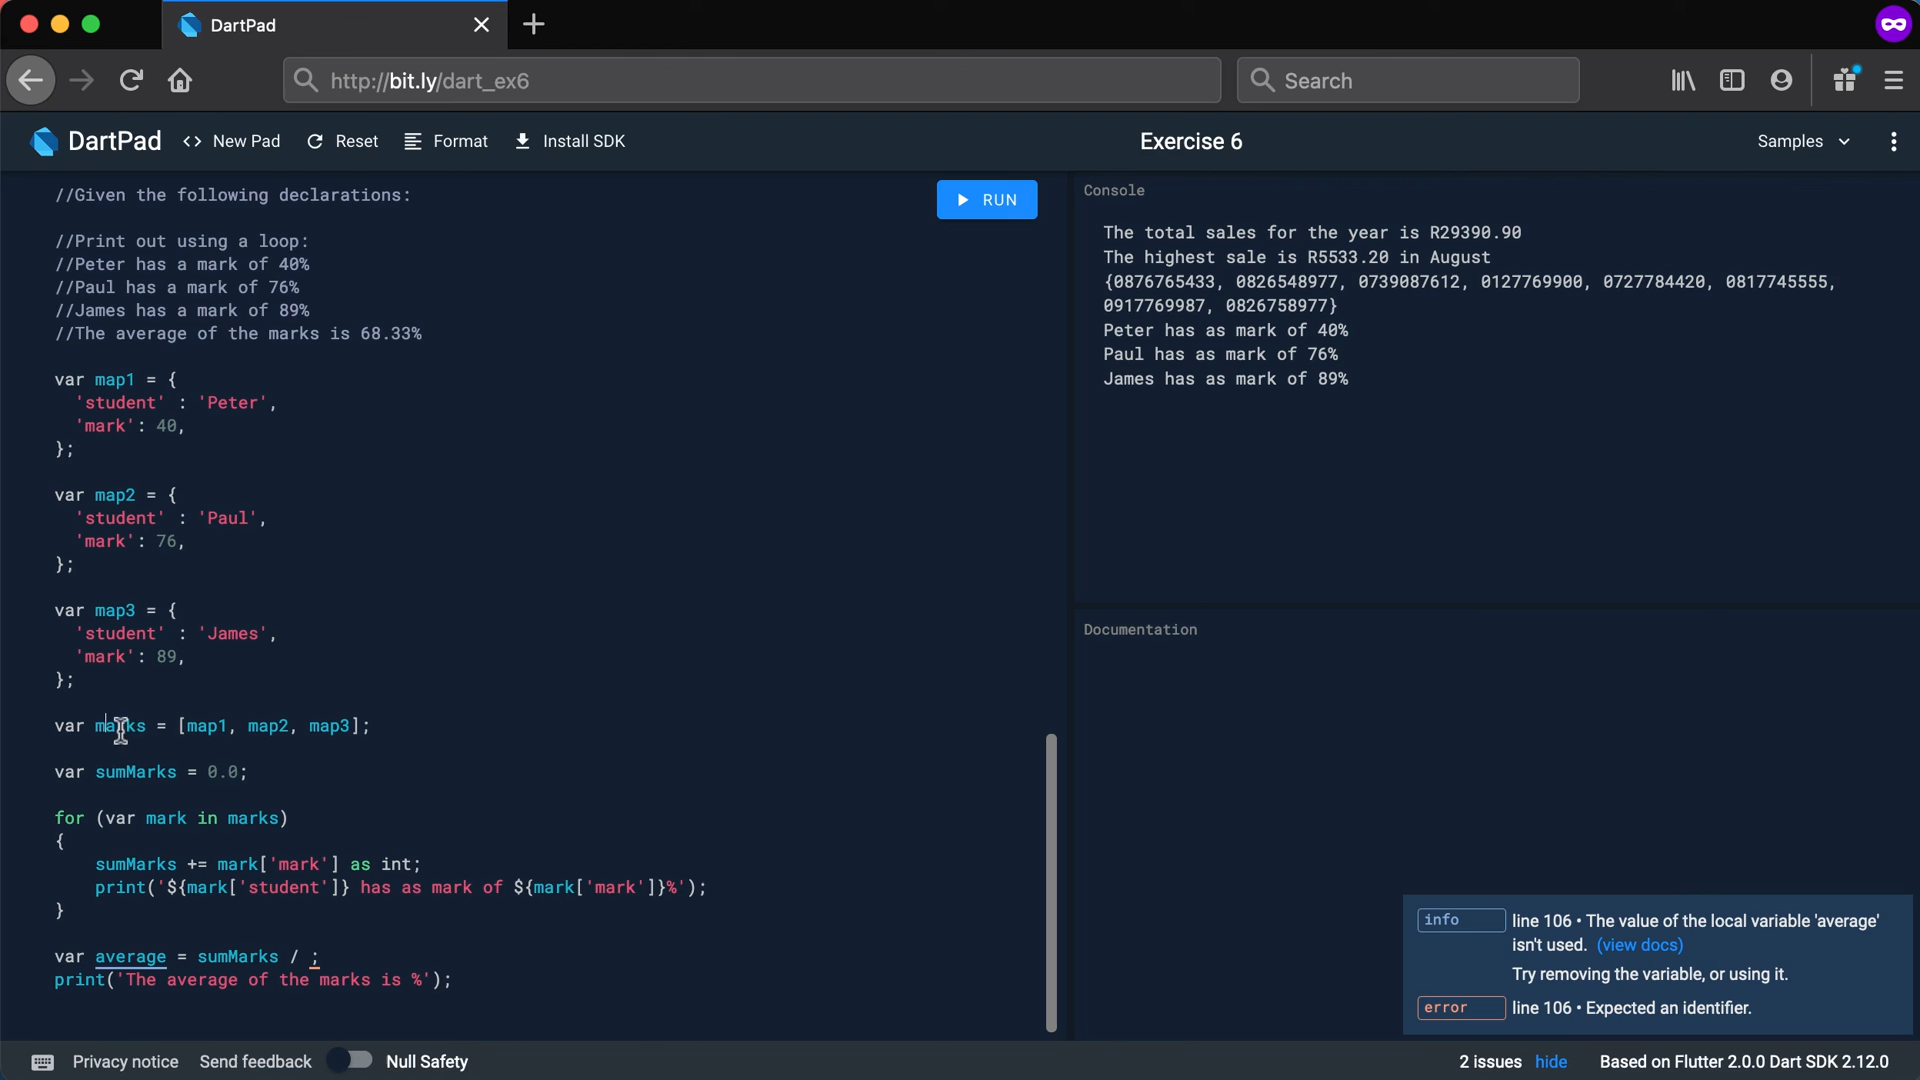 DartPad
http://bit.ly/dart_ex6
Search
DartPad
<> New Pad
Reset
Format
Install SDK
Exercise 6
Samples
//Given the following declarations:
//Print out using a loop:
//Peter has a mark of 40%
//Paul has a mark of 76%
//James has a mark of 89%
//The average of the marks is 68.33%
var map1 = {
'student' : 'Peter',
'mark': 40,
};
var map2 = {
'student' : 'Paul',
'mark': 76,
};
var map3 = {
'student' : 'James',
'mark': 89,
};
var marks = [map1, map2, map3];
var sumMarks = 0.0;
for (var mark in marks)
{
sumMarks += mark['mark'] as int;
print('${mark['student']} has as mark of ${mark['mark']}%');
}
var average = sumMarks / ;
print('The average of the marks is %');
RUN
Console
The total sales for the year is R29390.90
The highest sale is R5533.20 in August
{0876765433, 0826548977, 0739087612, 0127769900, 0727784420, 0817745555,
0917769987, 0826758977}
Peter has as mark of 40%
Paul has as mark of 76%
James has as mark of 89%
Documentation
info line 106 • The value of the local variable 'average'
isn't used. (view docs)
Try removing the variable, or using it.
error line 106 • Expected an identifier.
Privacy notice
Send feedback
Null Safety
2 issues hide
Based on Flutter 2.0.0 Dart SDK 2.12.0